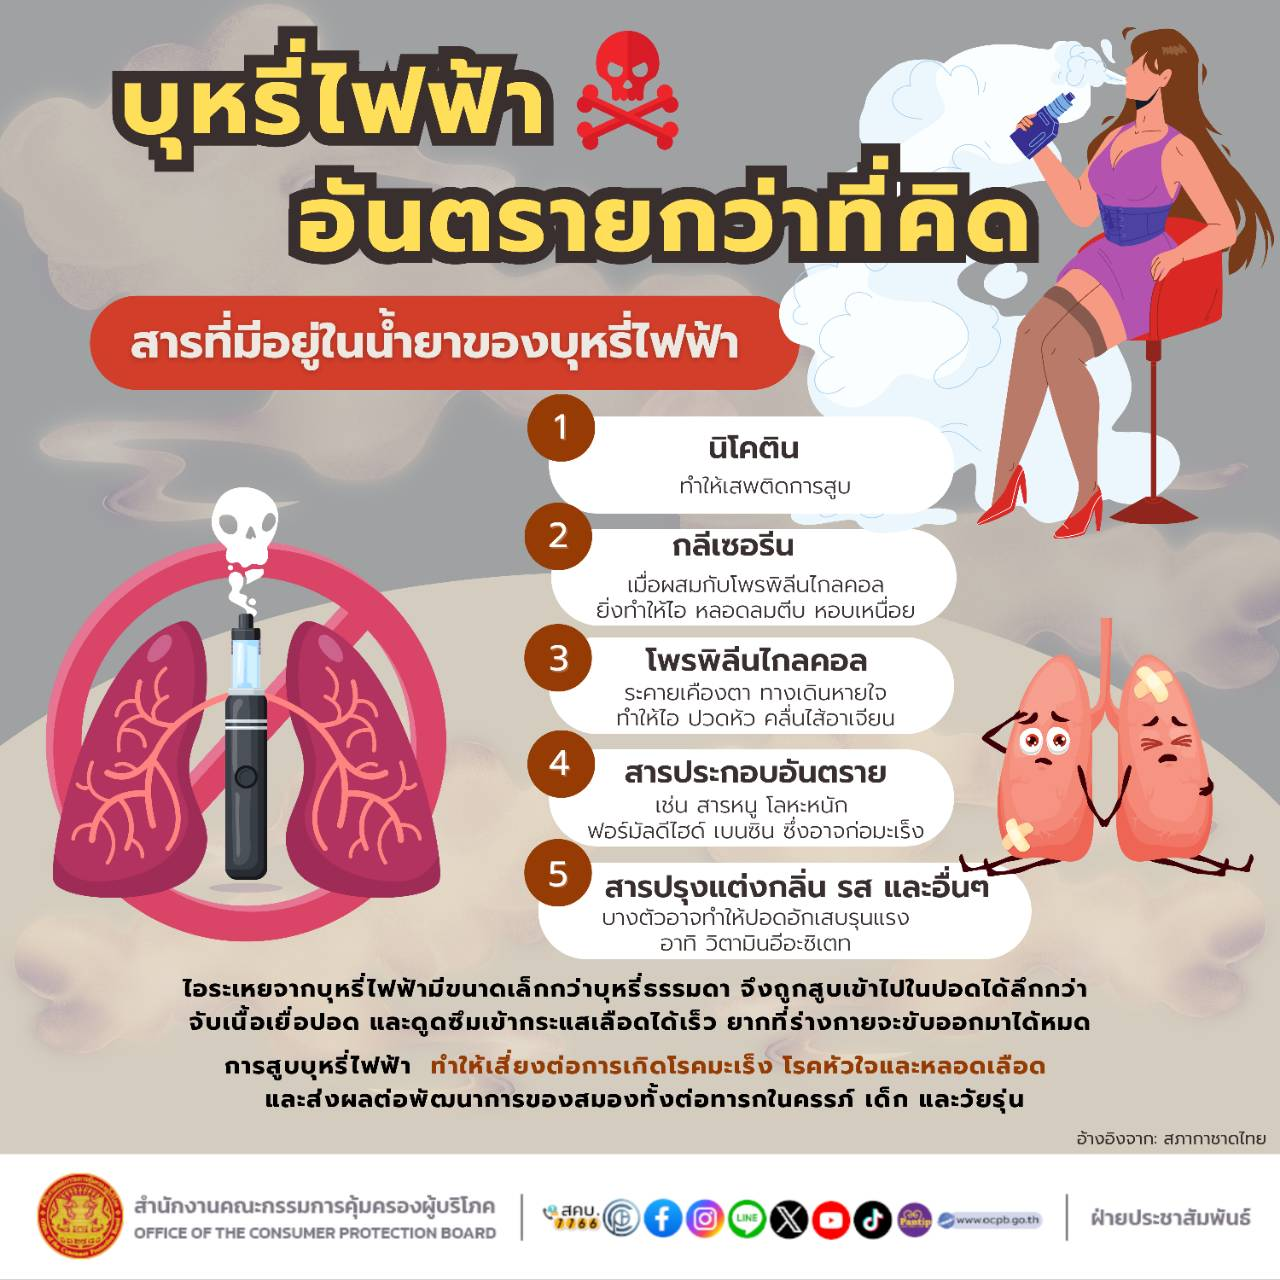 บุหรี่ไฟฟ้า
อันตรายกว่าที่คิด
สารที่มีอยู่ในน้ำยาของบุหรี่ไฟฟ้า
1
นิโคติน
ทำให้เสพติดการสูบ
2
กลีเซอรีน
เมื่อผสมกับโพรพิลีนไกลคอล
ยิ่งทำให้ไอ หลอดลมตีบ หอบเหนื่อย
3
โพรพิลีนไกลคอล
ระคายเคืองตา ทางเดินหายใจ
ทำให้ไอ ปวดหัว คลื่นไส้อาเจียน
4
สารประกอบอันตราย
เช่น สารหนู โลหะหนัก
ฟอร์มัลดีไฮด์ เบนซิน ซึ่งอาจก่อมะเร็ง
5
สารปรุงแต่งกลิ่น รส และอื่นๆ
บางตัวอาจทำให้ปอดอักเสบรุนแรง
อาทิ วิตามินอีอะซิเตท
ไอระเหยจากบุหรี่ไฟฟ้ามีขนาดเล็กกว่าบุหรี่ธรรมดา จึงถูกสูบเข้าไปในปอดได้ลึกกว่า
จับเนื้อเยื่อปอด และดูดซึมเข้ากระแสเลือดได้เร็ว ยากที่ร่างกายจะขับออกมาได้หมด
การสูบบุหรี่ไฟฟ้า ทำให้เสี่ยงต่อการเกิดโรคมะเร็ง โรคหัวใจและหลอดเลือด
และส่งผลต่อพัฒนาการของสมองทั้งต่อทารกในครรภ์ เด็ก และวัยรุ่น
อ้างอิงจาก: สภากาชาดไทย
สำนักงานคณะกรรมการคุ้มครองผู้บริโภค
OFFICE OF THE CONSUMER PROTECTION BOARD
สคบ.
1166
LINE
Pantip
www.ocpb.go.th
ฝ่ายประชาสัมพันธ์